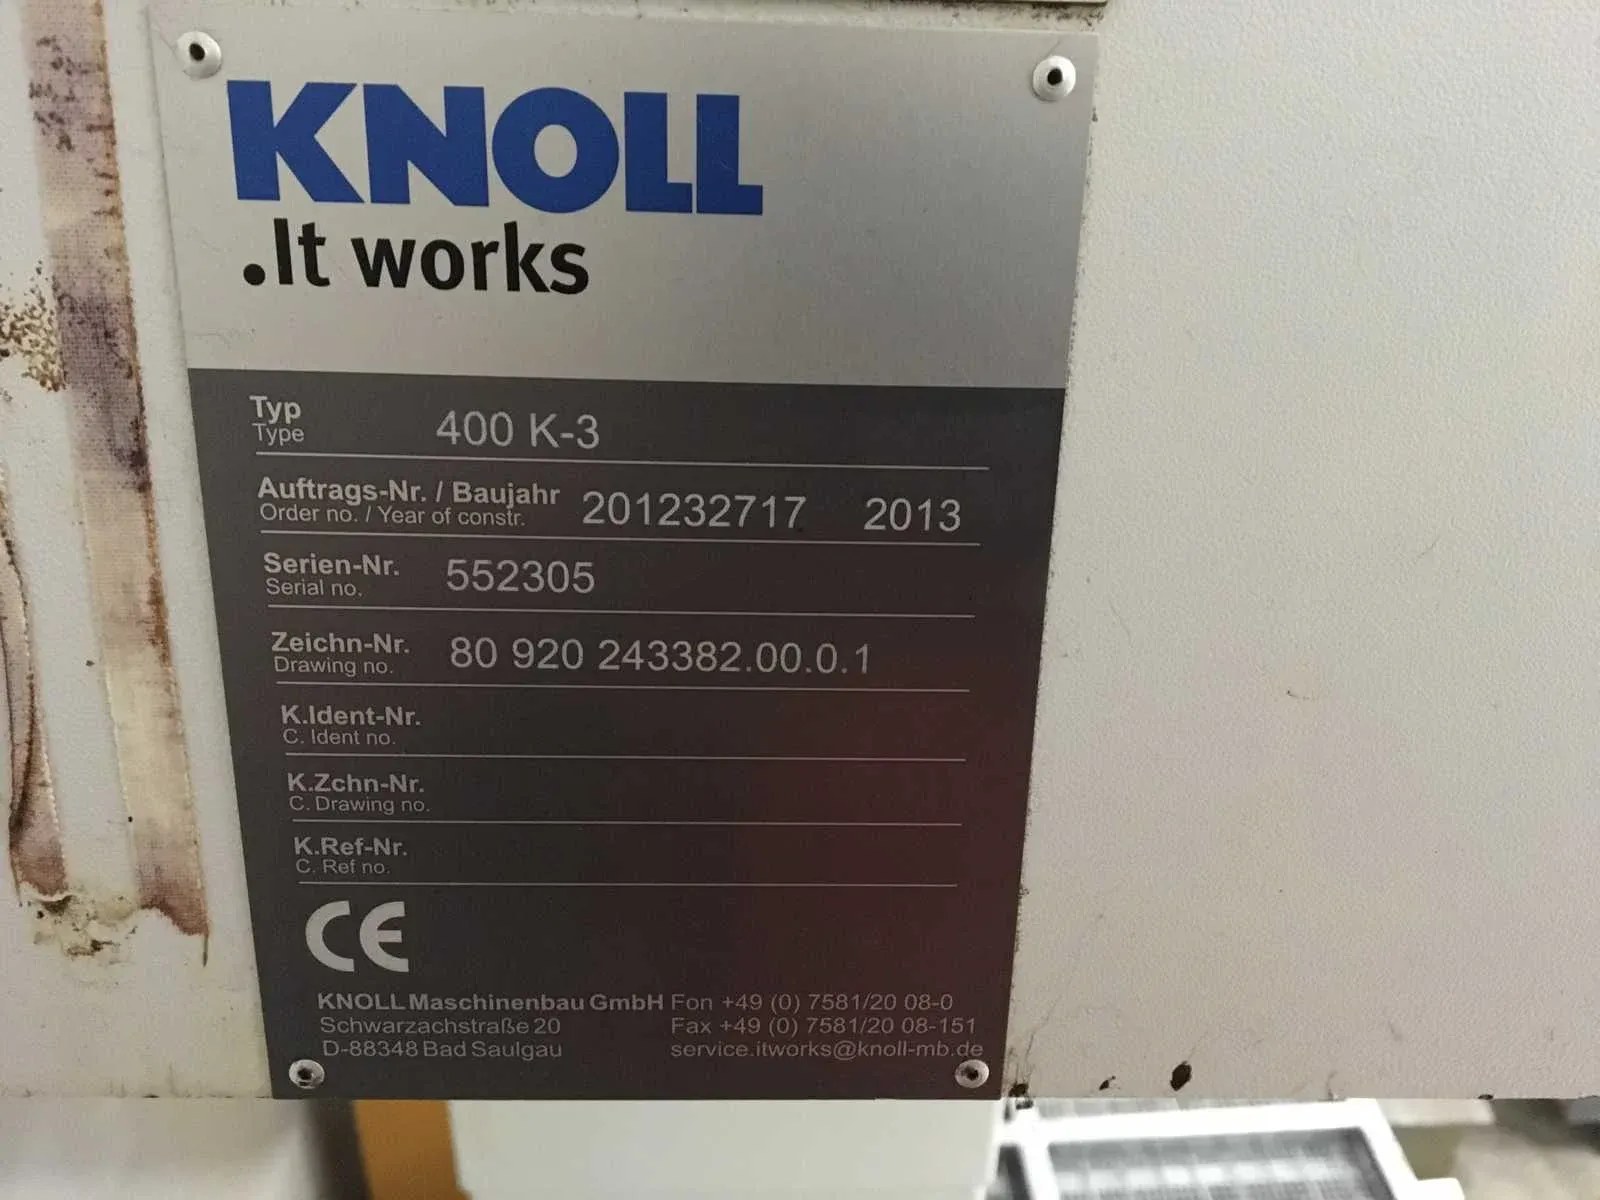 KNOLL
.It works
Typ
Type
400 K-3
Auftrags-Nr. / Baujahr
Order no. / Year of constr.
201232717 2013
Serien-Nr.
Serial no.
552305
Zeichn-Nr.
Drawing no.
80 920 243382.00.0.1
K.Ident-Nr.
C. Ident no.
K.Zchn-Nr.
C. Drawing no.
K.Ref-Nr.
C. Ref no.
CE
KNOLL Maschinenbau GmbH Fon +49 (0) 7581/20 08-0
Schwarzachstraße 20 Fax +49 (0) 7581/20 08-151
D-88348 Bad Saulgau service.itworks@knoll-mb.de